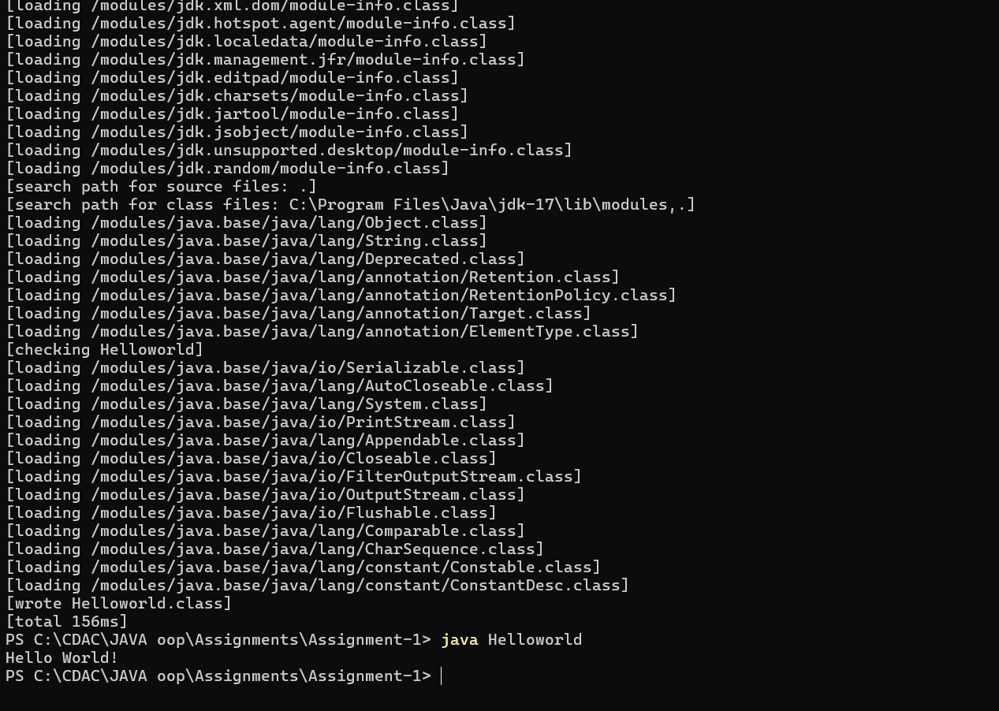 [loading /modules/jdk.xml.dom/module-info.class]
[loading /modules/jdk.hotspot.agent/module-info.class]
[loading /modules/jdk.localedata/module-info.class]
[loading /modules/jdk.management.jfr/module-info.class]
[loading /modules/jdk.editpad/module-info.class]
[loading /modules/jdk.charsets/module-info.class]
[loading /modules/jdk.jartool/module-info.class]
[loading /modules/jdk.jsobject/module-info.class]
[loading /modules/jdk.unsupported.desktop/module-info.class]
[loading /modules/jdk.random/module-info.class]
[search path for source files: .]
[search path for class files: C:\Program Files\Java\jdk-17\lib\modules,.]
[loading /modules/java.base/java/lang/Object.class]
[loading /modules/java.base/java/lang/String.class]
[loading /modules/java.base/java/lang/Deprecated.class]
[loading /modules/java.base/java/lang/annotation/Retention.class]
[loading /modules/java.base/java/lang/annotation/RetentionPolicy.class]
[loading /modules/java.base/java/lang/annotation/Target.class]
[loading /modules/java.base/java/lang/annotation/ElementType.class]
[checking Helloworld]
[loading /modules/java.base/java/io/Serializable.class]
[loading /modules/java.base/java/lang/AutoCloseable.class]
[loading /modules/java.base/java/lang/System.class]
[loading /modules/java.base/java/io/PrintStream.class]
[loading /modules/java.base/java/lang/Appendable.class]
[loading /modules/java.base/java/io/Closeable.class]
[loading /modules/java.base/java/io/FilterOutputStream.class]
[loading /modules/java.base/java/io/OutputStream.class]
[loading /modules/java.base/java/io/Flushable.class]
[loading /modules/java.base/java/lang/Comparable.class]
[loading /modules/java.base/java/lang/CharSequence.class]
[loading /modules/java.base/java/lang/constant/Constable.class]
[loading /modules/java.base/java/lang/constant/ConstantDesc.class]
[wrote Helloworld.class]
[total 156ms]
PS C:\CDAC\JAVA oop\Assignments\Assignment-1> java Helloworld
Hello World!
PS C:\CDAC\JAVA oop\Assignments\Assignment-1>